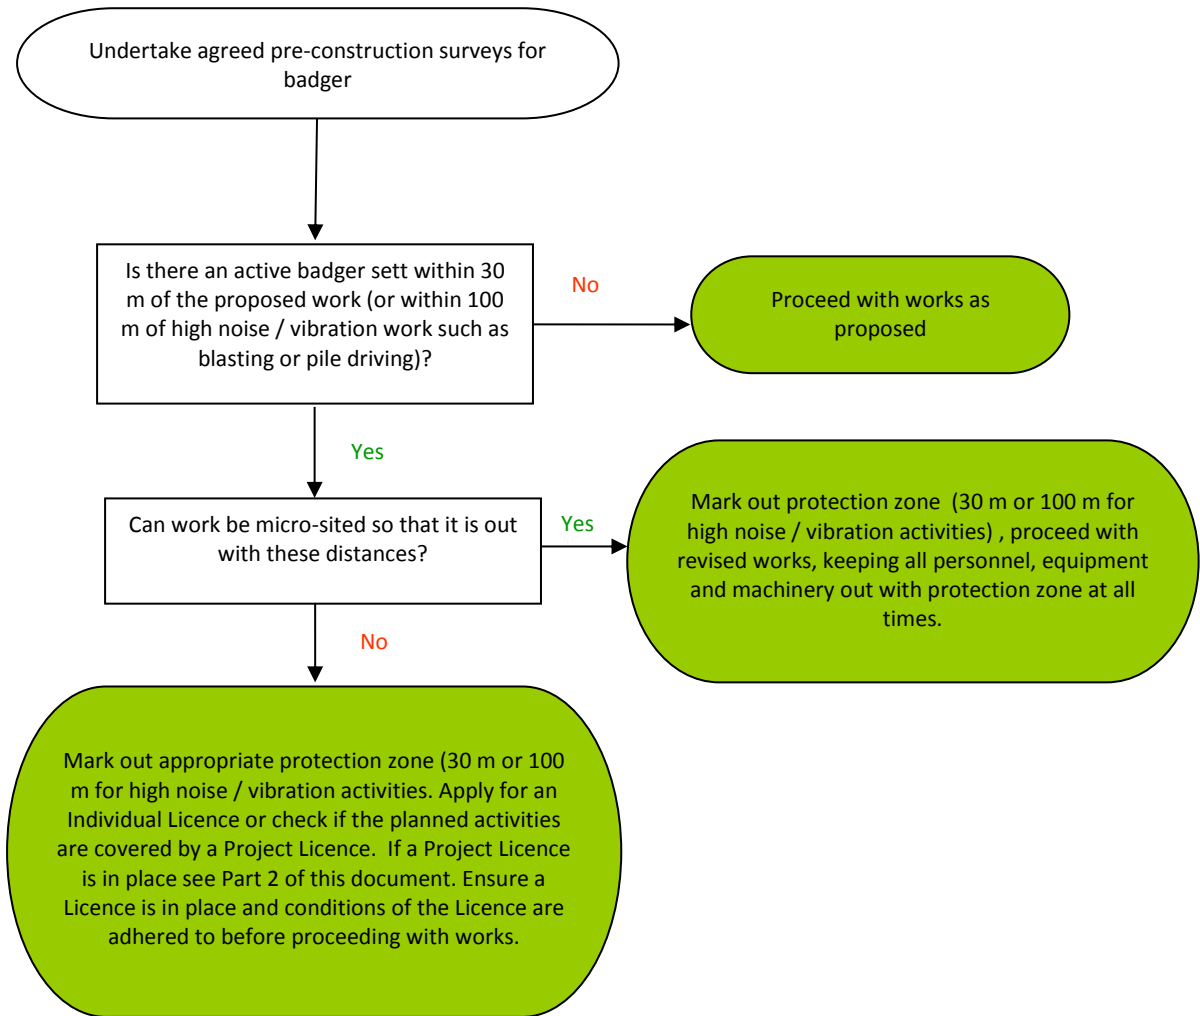 Undertake agreed pre-construction surveys for
badger
Is there an active badger sett within 30
m of the proposed work (or within 100
m of high noise / vibration work such as
blasting or pile driving)?
No
Proceed with works as
proposed
Yes
Can work be micro-sited so that it is out
with these distances?
Yes
Mark out protection zone (30 m or 100 m for
high noise / vibration activities) , proceed with
revised works, keeping all personnel, equipment
and machinery out with protection zone at all
times.
No
Mark out appropriate protection zone (30 m or 100
m for high noise / vibration activities. Apply for an
Individual Licence or check if the planned activities
are covered by a Project Licence. If a Project Licence
is in place see Part 2 of this document. Ensure a
Licence is in place and conditions of the Licence are
adhered to before proceeding with works.